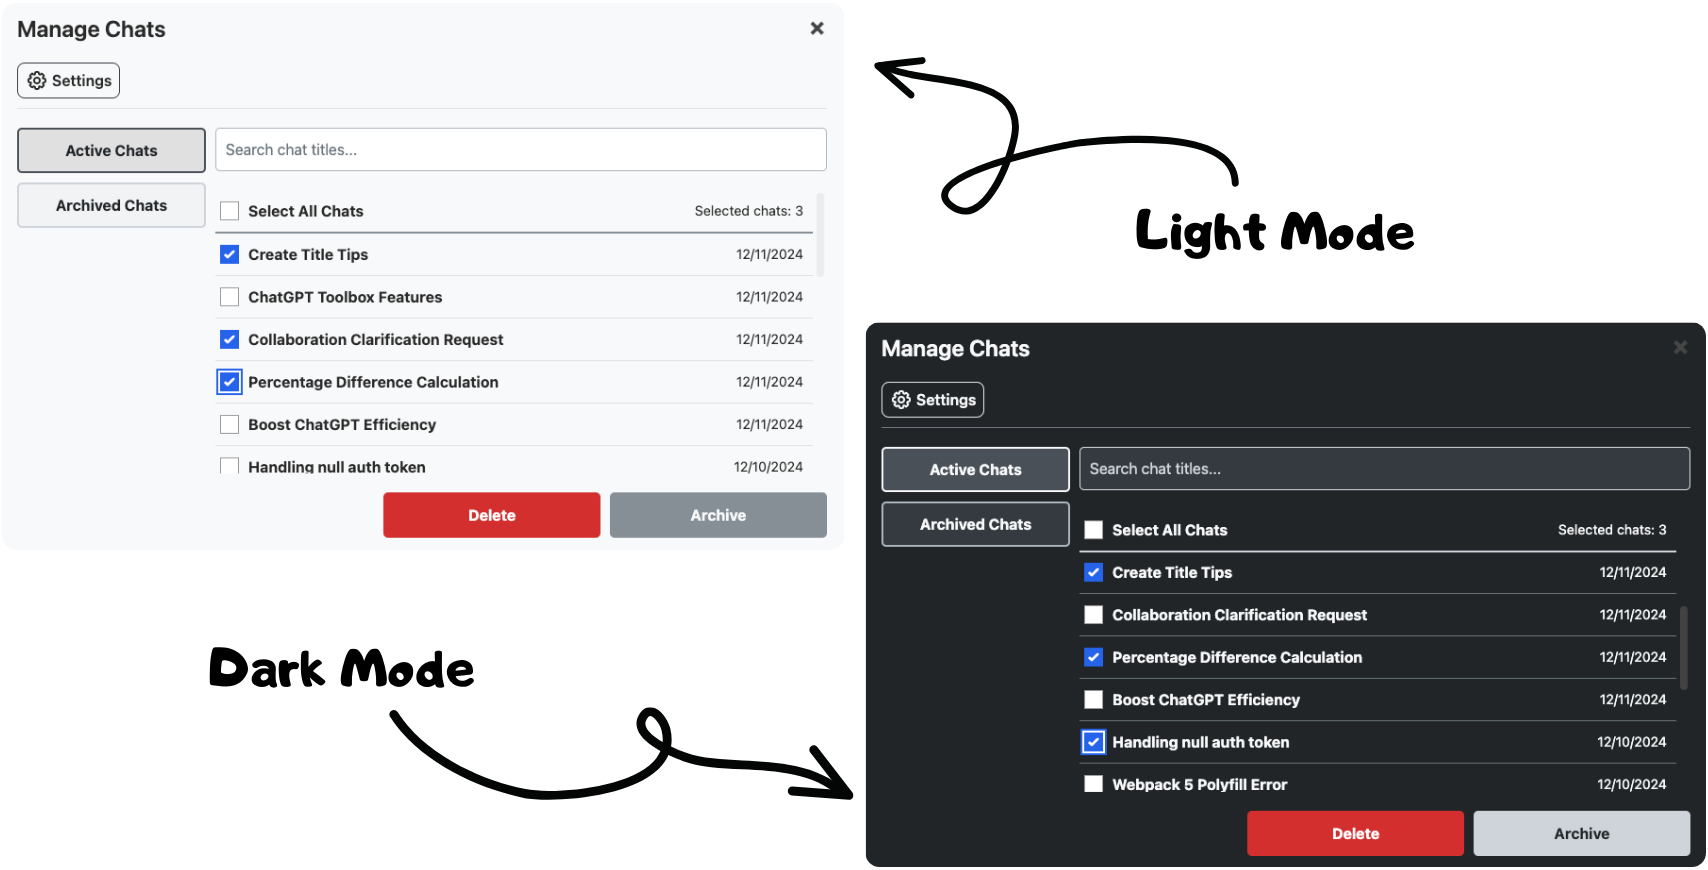 Manage Chats
Settings
Active Chats
Search chat titles...
Archived Chats
Select All Chats Selected chats: 3
Create Title Tips 12/11/2024
ChatGPT Toolbox Features 12/11/2024
Collaboration Clarification Request 12/11/2024
Percentage Difference Calculation 12/11/2024
Boost ChatGPT Efficiency 12/11/2024
Handling null auth token 12/10/2024
Delete Archive
Light Mode
Dark Mode
Manage Chats
Settings
Active Chats
Search chat titles...
Archived Chats
Select All Chats Selected chats: 3
Create Title Tips 12/11/2024
Collaboration Clarification Request 12/11/2024
Percentage Difference Calculation 12/11/2024
Boost ChatGPT Efficiency 12/11/2024
Handling null auth token 12/10/2024
Webpack 5 Polyfill Error 12/10/2024
Delete Archive